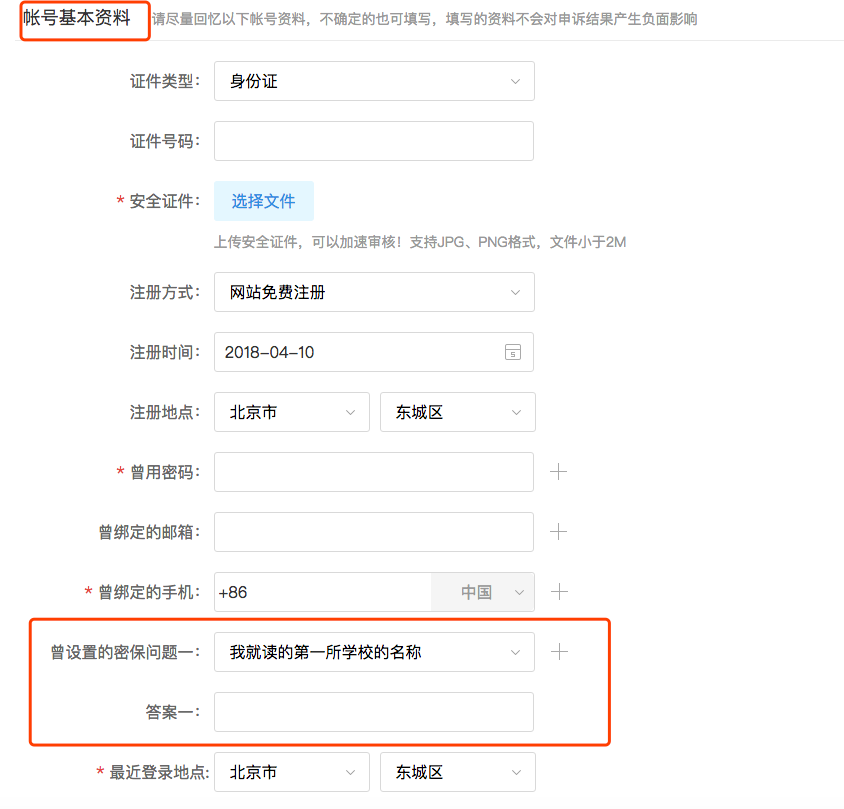 帐号基本资料 请尽量回忆以下帐号资料，不确定的也可填写，填写的资料不会对申诉结果产生负面影响
证件类型： 身份证
证件号码：
* 安全证件： 选择文件
上传安全证件，可以加速审核！支持JPG、PNG格式，文件小于2M
注册方式： 网站免费注册
注册时间： 2018-04-10
注册地点： 北京市 东城区
* 曾用密码：
曾绑定的邮箱：
* 曾绑定的手机： +86 中国
曾设置的密保问题一： 我就读的第一所学校的名称
答案一：
* 最近登录地点: 北京市 东城区